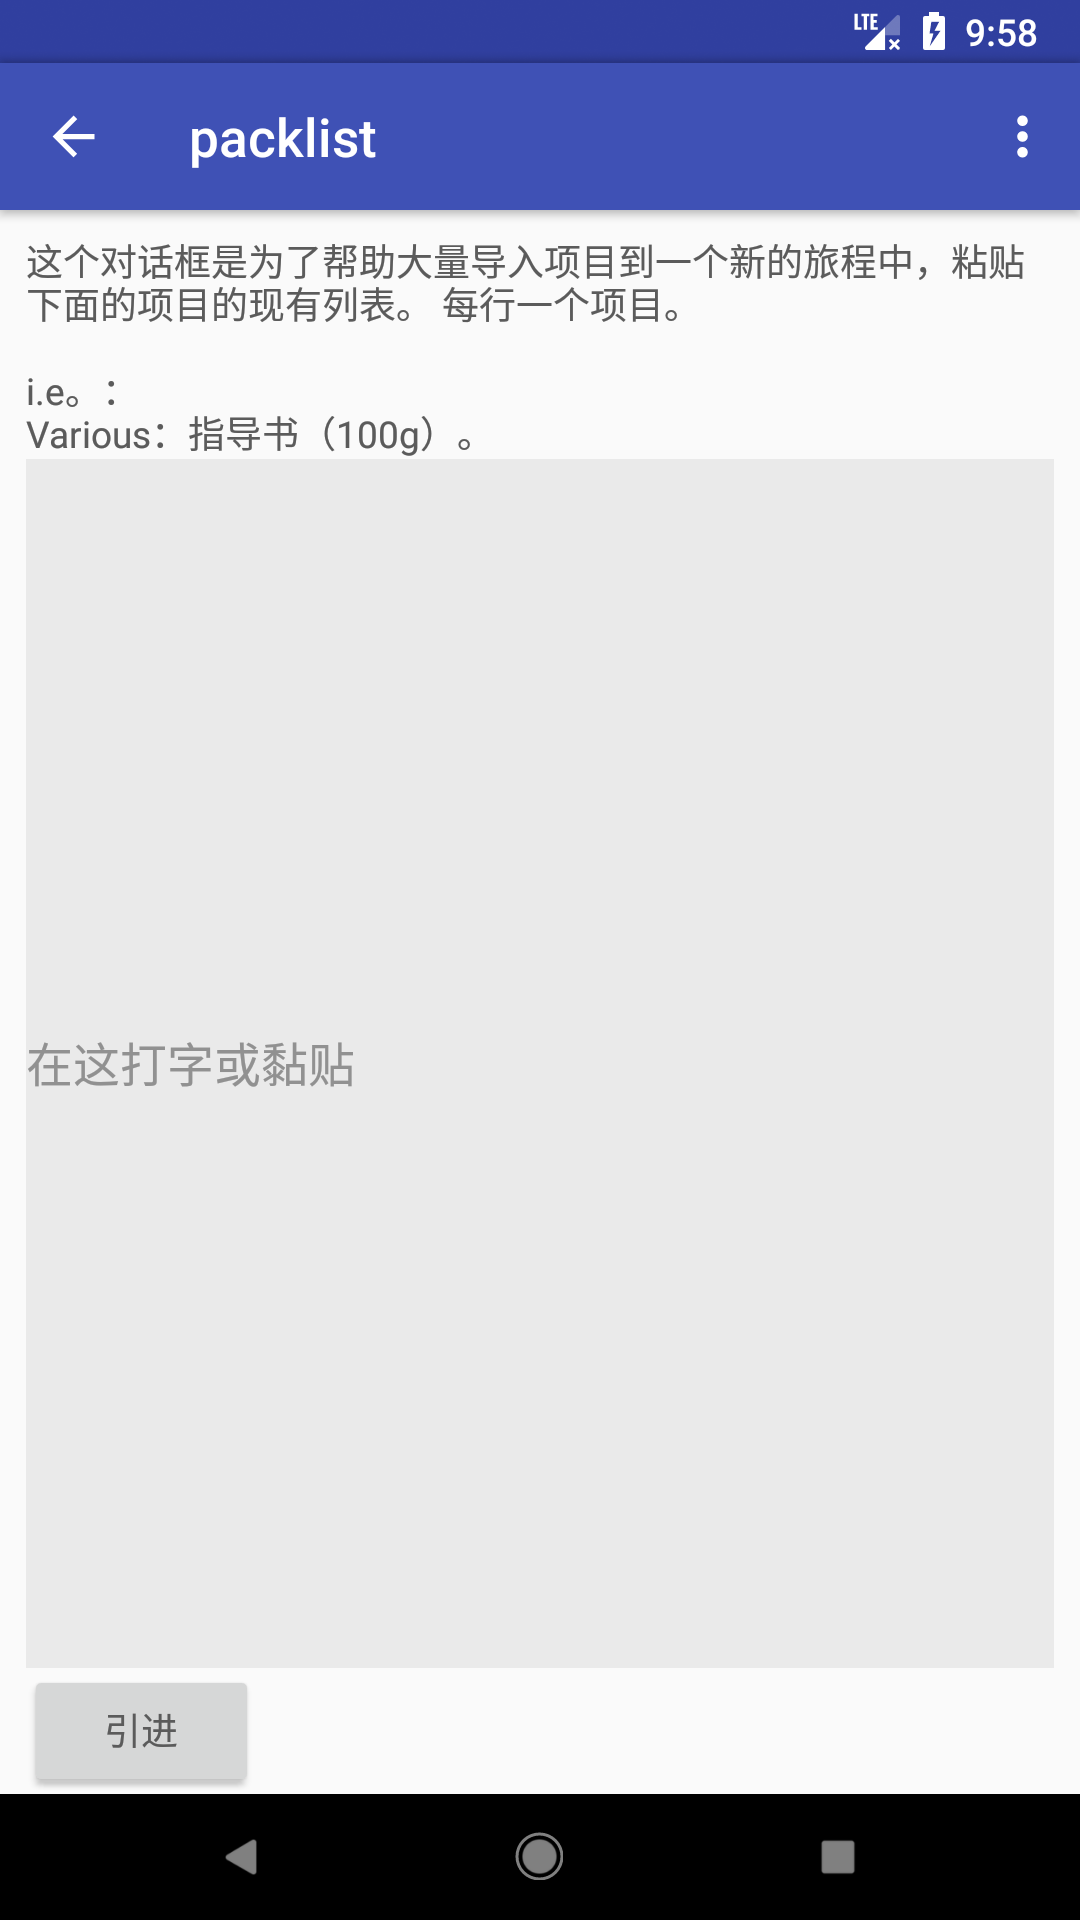 LTE 9:58
packlist
这个对话框是为了帮助大量导入项目到一个新的旅程中，粘贴
下面的项目的现有列表。 每行一个项目。
i.e。：
Various：指导书（100g）。
在这打字或黏贴
引进